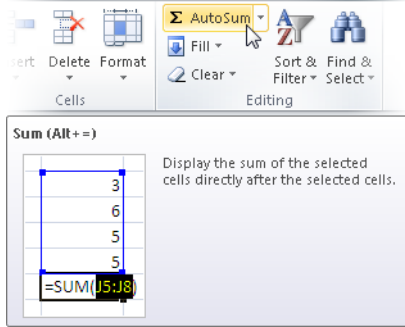 Σ AutoSum
Fill
Clear
Delete
Format
Sort &
Filter
Find &
Select
Cells
Editing
Sum (Alt+=)
Display the sum of the selected
cells directly after the selected cells.
3
6
5
5
=SUM(J5:J8)